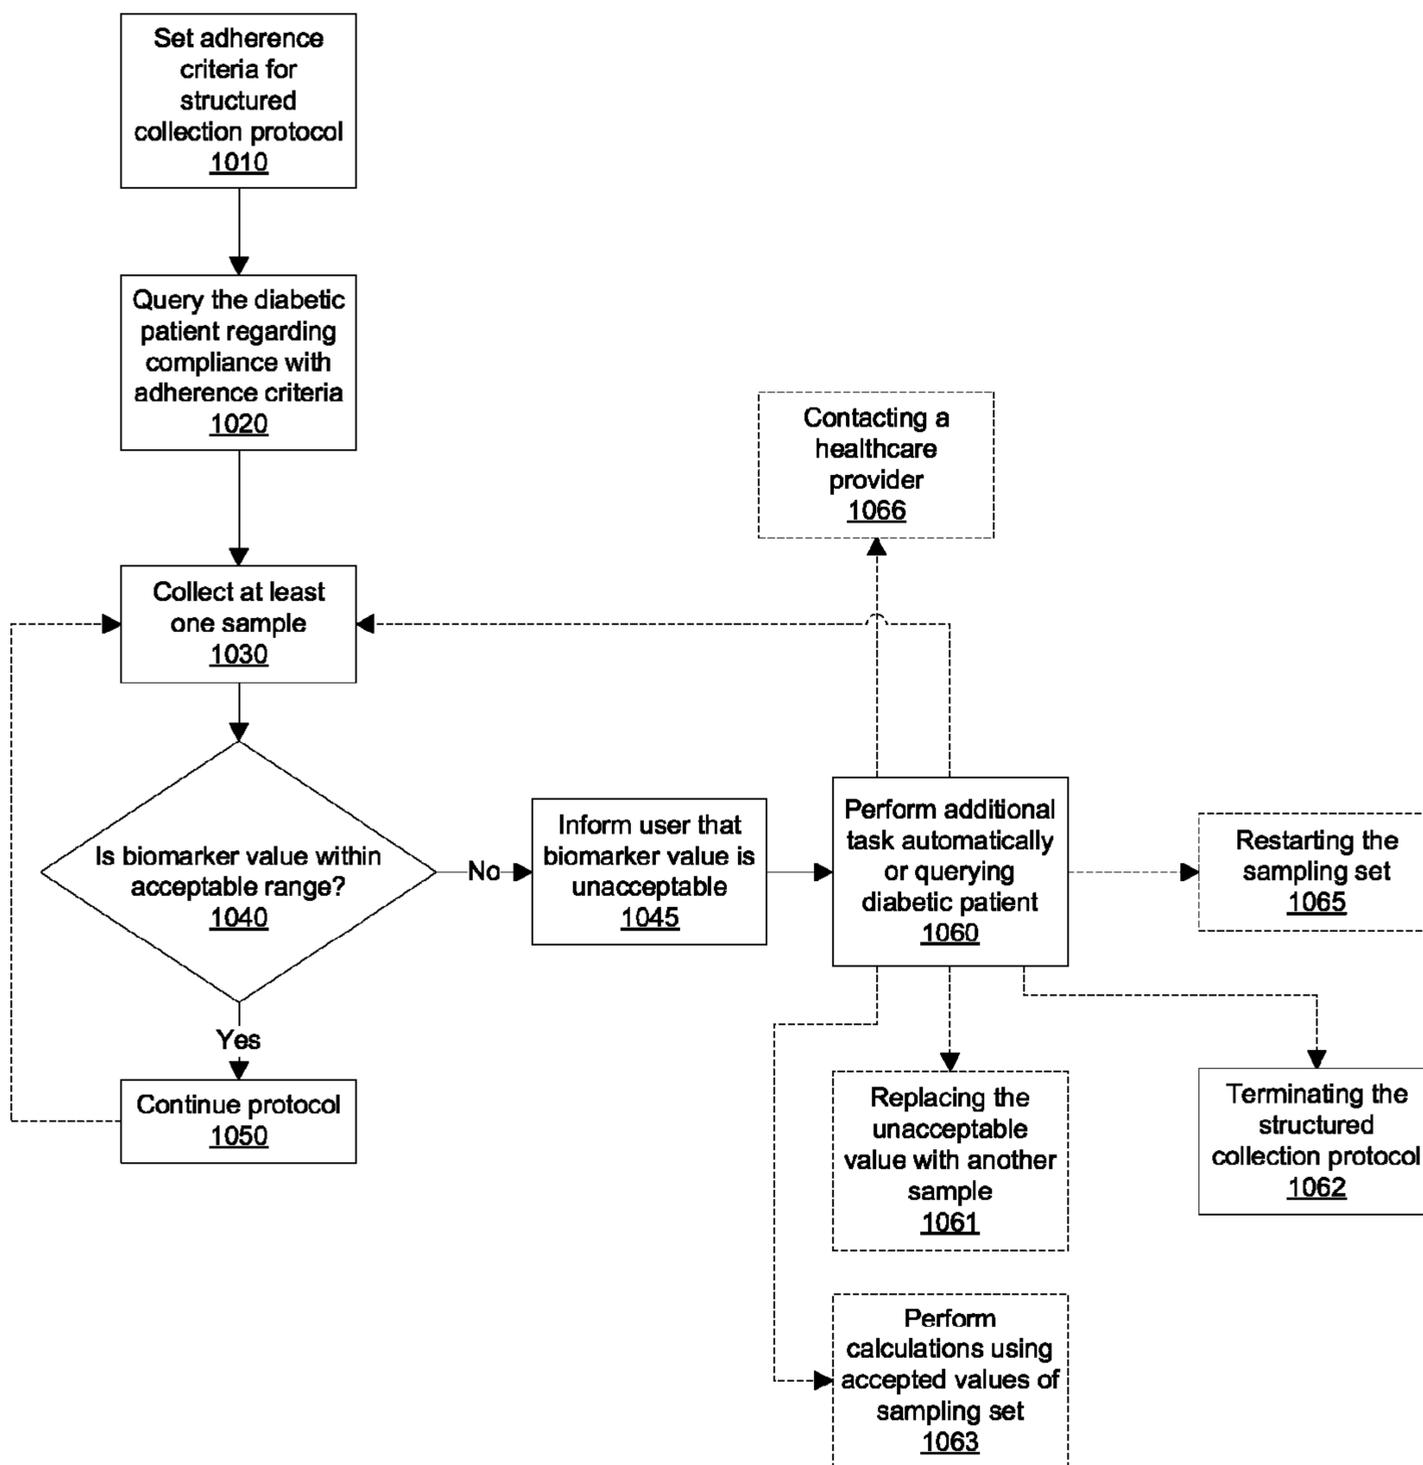 Set adherence
criteria for
structured
collection protocol
1010
Query the diabetic
patient regarding
compliance with
adherence criteria
1020
Contacting a
healthcare
provider
1066
Collect at least
one sample
1030
Is biomarker value within
acceptable range?
1040
No
Inform user that
biomarker value is
unacceptable
1045
Perform additional
task automatically
or querying
diabetic patient
1060
Restarting the
sampling set
1065
Yes
Continue protocol
1050
Replacing the
unacceptable
value with another
sample
1061
Terminating the
structured
collection protocol
1062
Perform
calculations using
accepted values of
sampling set
1063